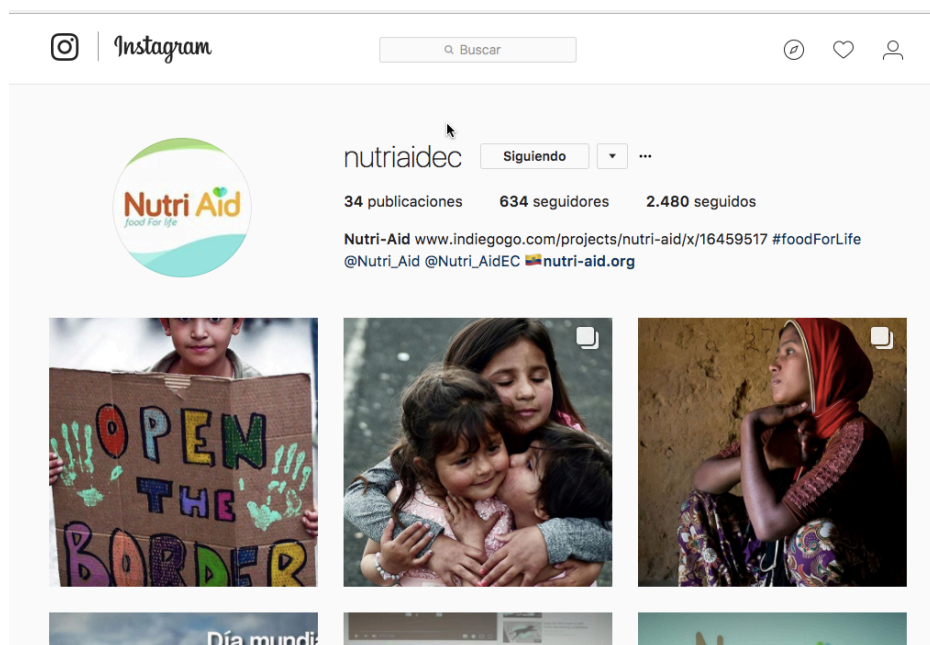 Instagram
Buscar
nutriaidec Siguiendo
34 publicaciones 634 seguidores 2.480 seguidos
Nutri-Aid www.indiegogo.com/projects/nutri-aid/x/16459517 #foodForLife
@Nutri_Aid @Nutri_AidEC nutri-aid.org
Nutri Aid
food For life
OPEN
THE
BORDER
Día mundi